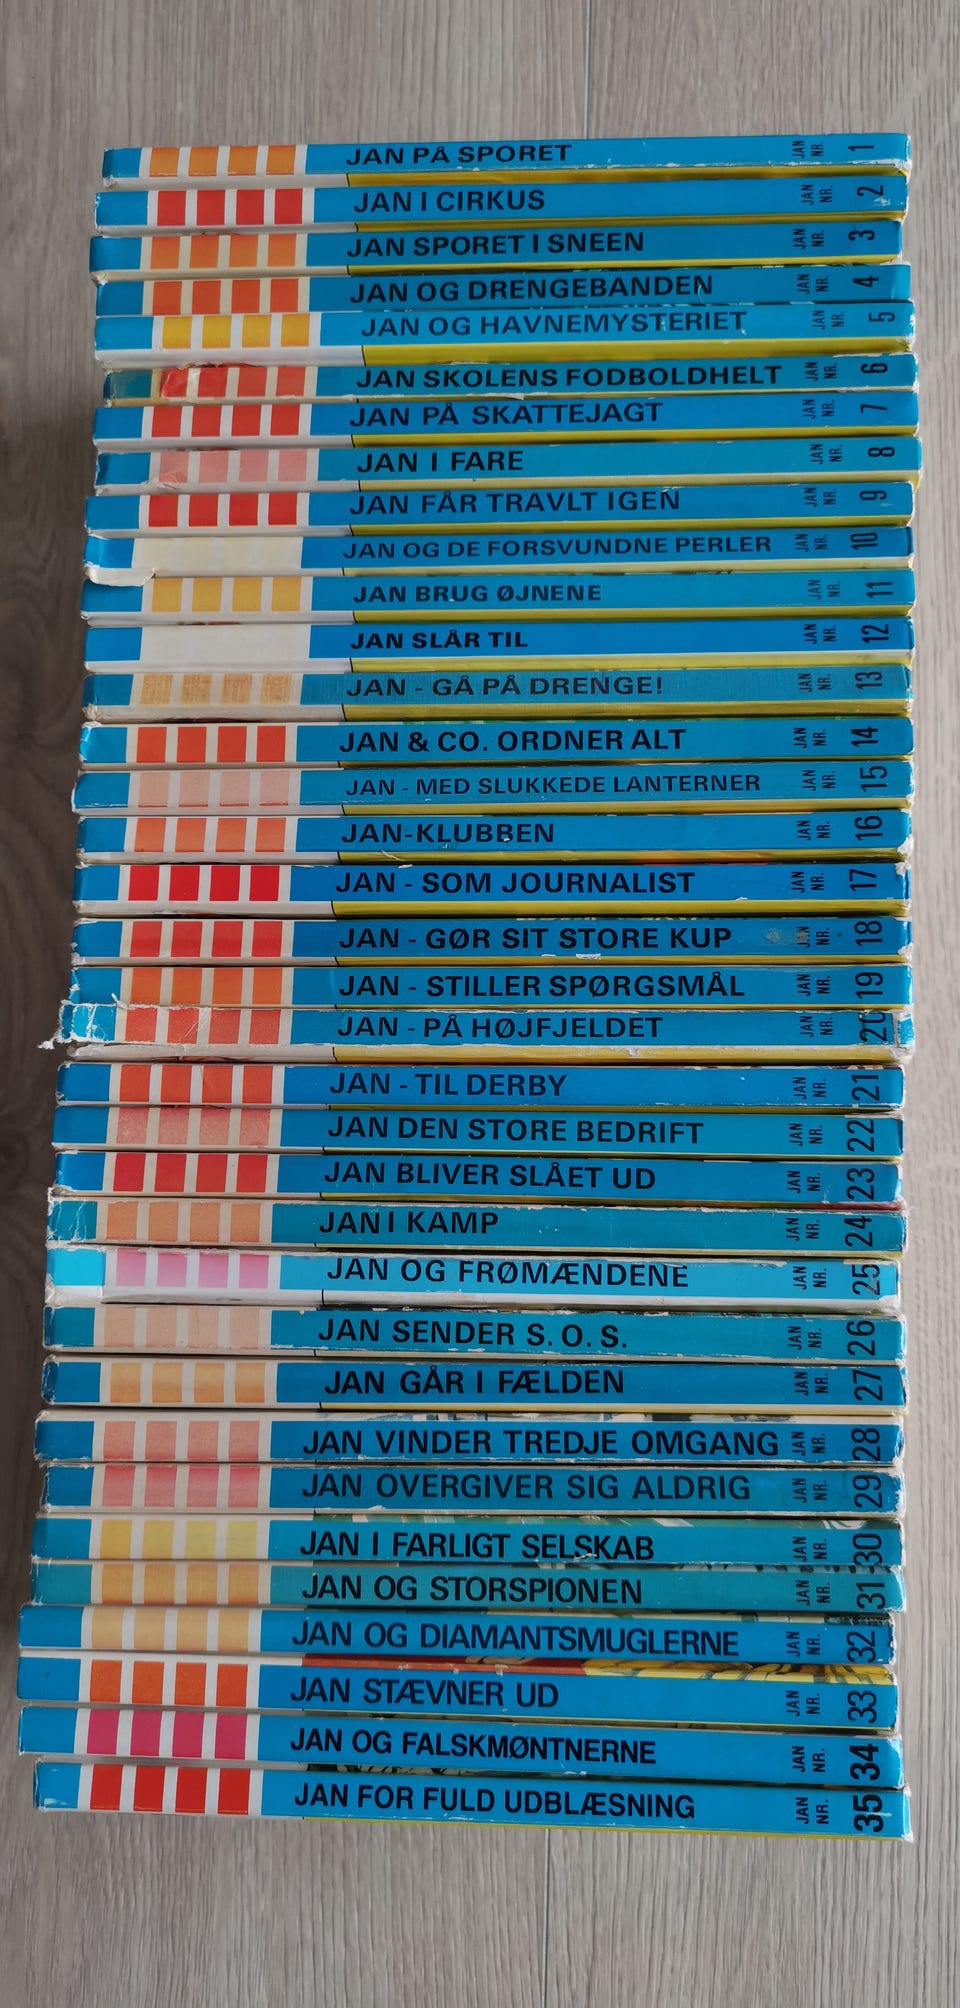 JAN PÅ SPORET JAN NR. 1
JAN I CIRKUS JAN NR. 2
JAN SPORET I SNEEN JAN NR. 3
JAN OG DRENGEBANDEN JAN NR. 4
JAN OG HAVNEMYSTERIET JAN NR. 5
JAN SKOLENS FODBOLDHELT JAN NR. 6
JAN PÅ SKATTEJAGT JAN NR. 7
JAN I FARE JAN NR. 8
JAN FÅR TRAVLT IGEN JAN NR. 9
JAN OG DE FORSVUNDNE PERLER JAN NR. 10
JAN BRUG ØJNENE JAN NR. 11
JAN SLÅR TIL JAN NR. 12
JAN - GÅ PÅ DRENGE! JAN NR. 13
JAN & CO. ORDNER ALT JAN NR. 14
JAN - MED SLUKKEDE LANTERNER JAN NR. 15
JAN-KLUBBEN JAN NR. 16
JAN - SOM JOURNALIST JAN NR. 17
JAN - GØR SIT STORE KUP JAN NR. 18
JAN - STILLER SPØRGSMÅL JAN NR. 19
JAN - PÅ HØJFJELDET JAN NR. 20
JAN - TIL DERBY JAN NR. 21
JAN DEN STORE BEDRIFT JAN NR. 22
JAN BLIVER SLÅET UD JAN NR. 23
JAN I KAMP JAN NR. 24
JAN OG FRØMÆNDENE JAN NR. 25
JAN SENDER S. O. S. JAN NR. 26
JAN GÅR I FÆLDEN JAN NR. 27
JAN VINDER TREDJE OMGANG JAN NR. 28
JAN OVERGIVER SIG ALDRIG JAN NR. 29
JAN I FARLIGT SELSKAB JAN NR. 30
JAN OG STORSPIONEN JAN NR. 31
JAN OG DIAMANTSMUGLERNE JAN NR. 32
JAN STÆVNER UD JAN NR. 33
JAN OG FALSKMØNTNERNE JAN NR. 34
JAN FOR FULD UDBLÆSNING JAN NR. 35